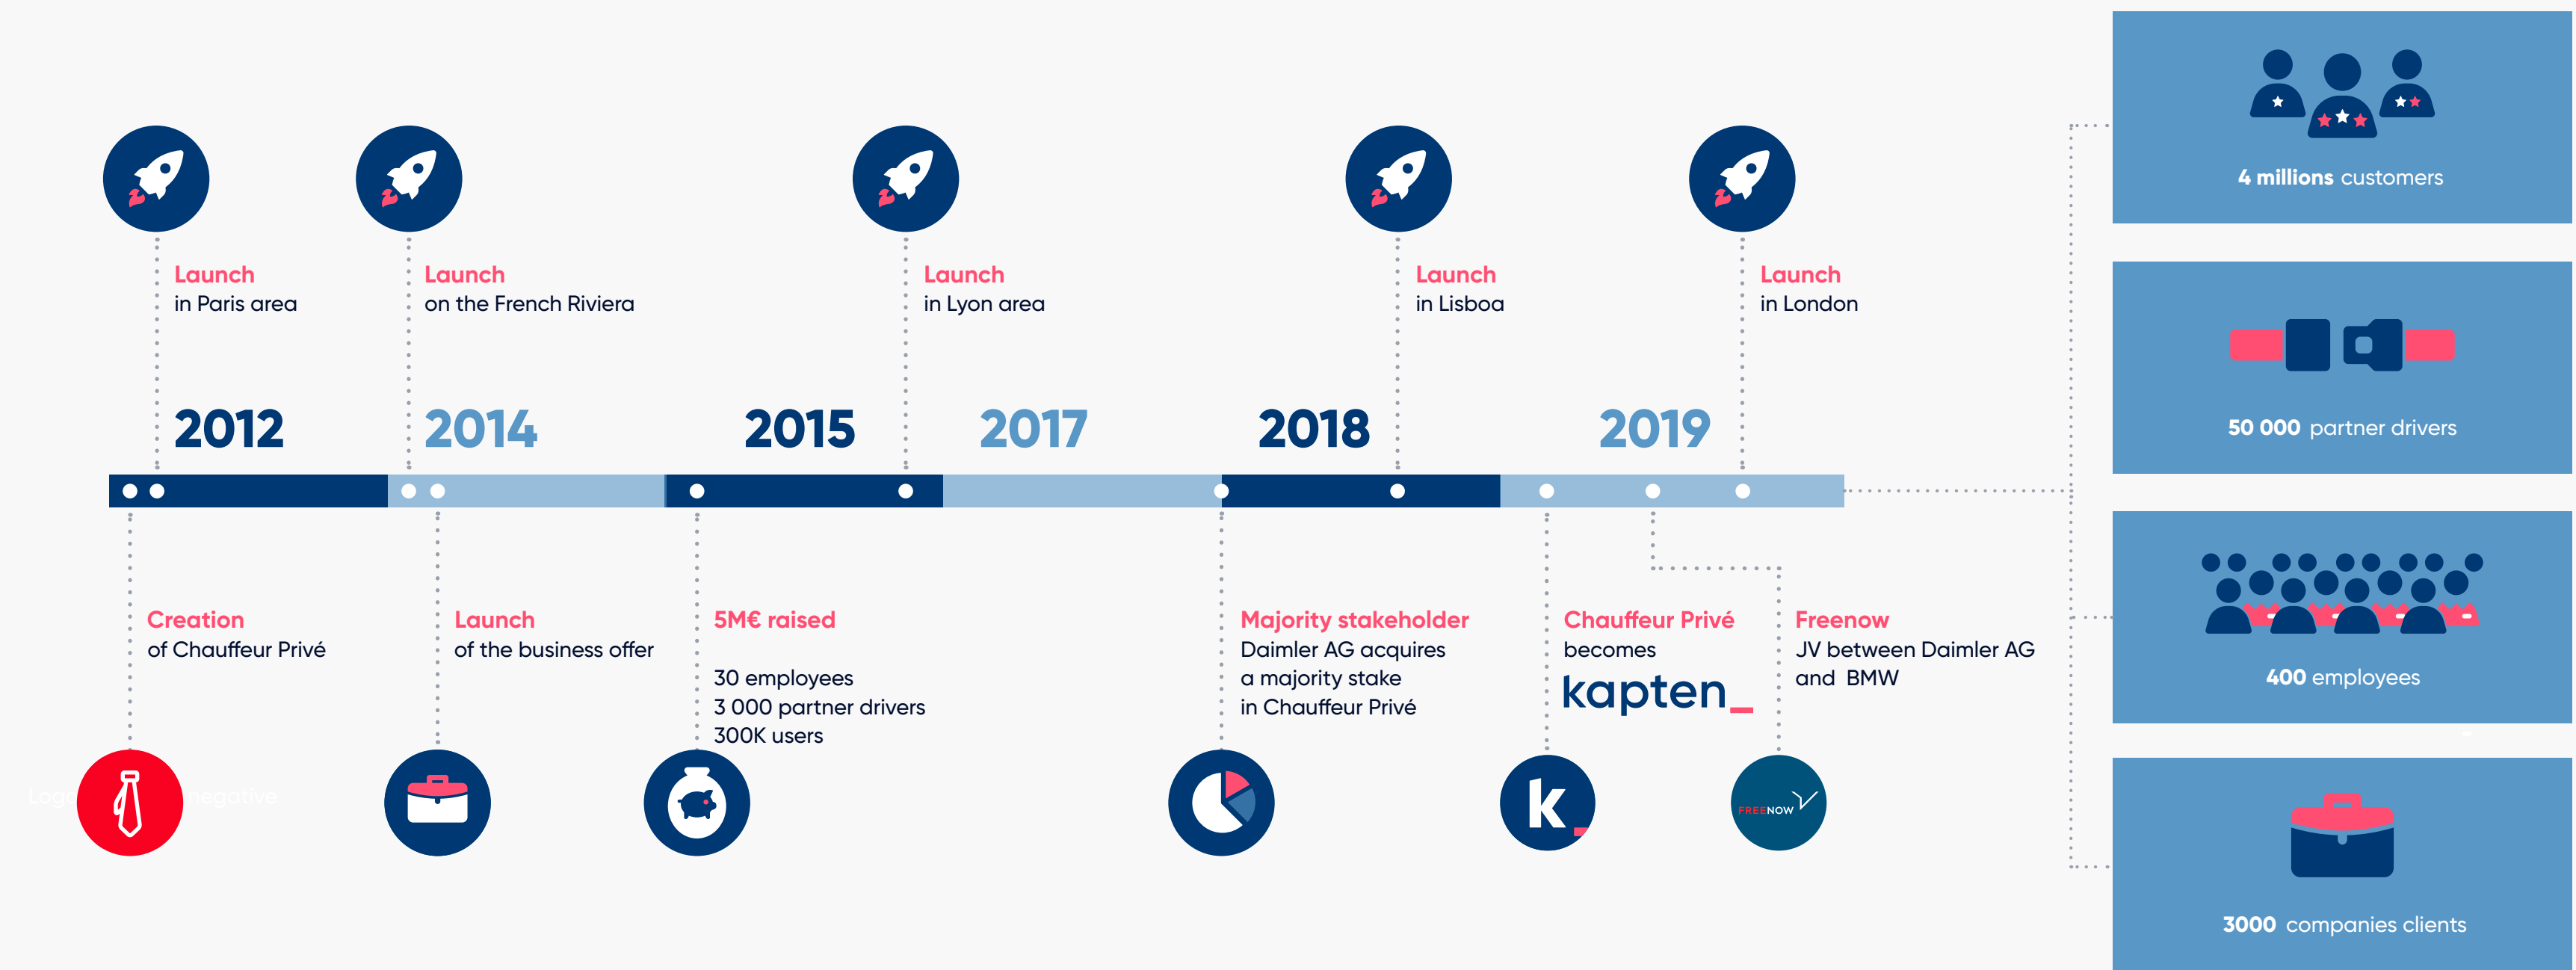 Launch
in Paris area
Launch
on the French Riviera
Launch
in Lyon area
Launch
in Lisboa
Launch
in London
2012
2014
2015
2017
2018
2019
Creation
of Chauffeur Privé
Launch
of the business offer
5M€ raised
30 employees
3 000 partner drivers
300K users
Majority stakeholder
Daimler AG acquires
a majority stake
in Chauffeur Privé
Chauffeur Privé
becomes
kapten_
Freenow
JV between Daimler AG
and BMW
negative
k_
FREENOW
4 millions customers
50 000 partner drivers
400 employees
3000 companies clients